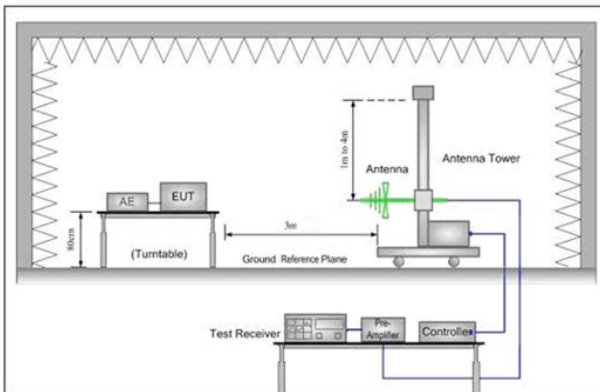 1m to 4m
Antenna
Antenna Tower
AE
EUT
80cm
(Turntable)
3m
Ground Reference Plane
Test Receiver
Pre-
Amplifier
Controller